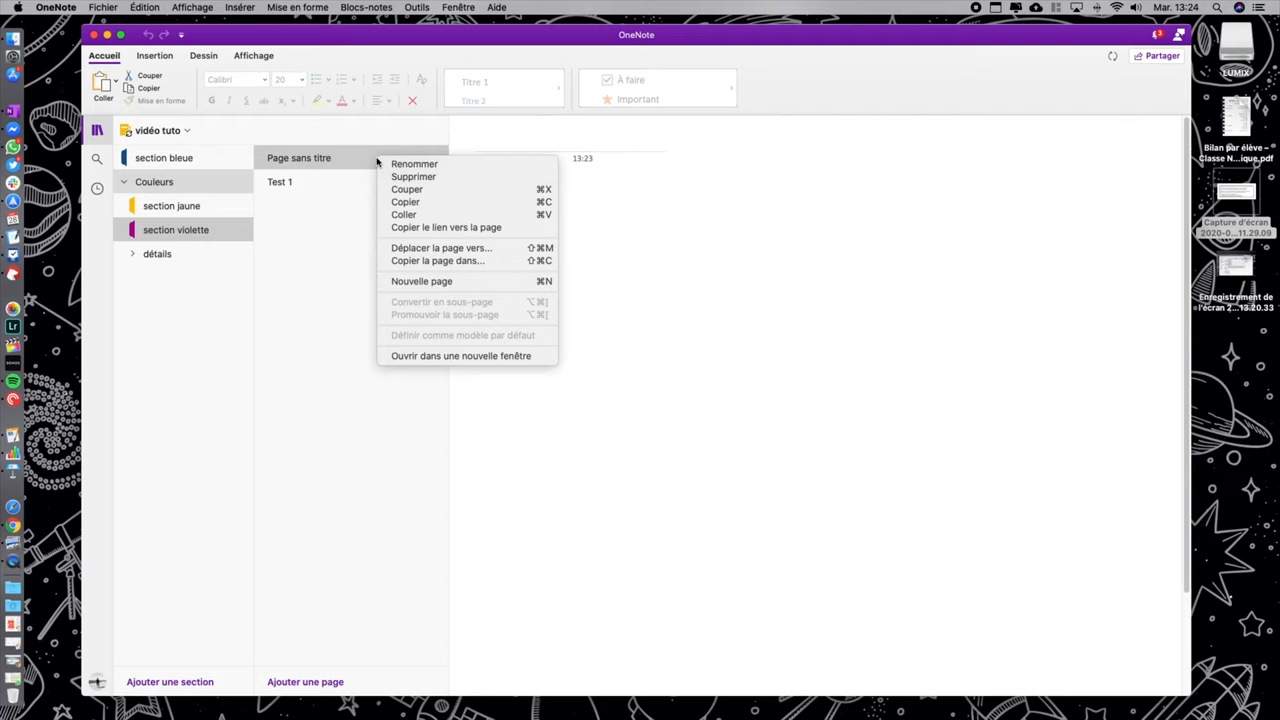 OneNote Fichier Édition Affichage Insérer Mise en forme Blocs-notes Outils Fenêtre Aide Mar. 13:24
OneNote
3
Accueil Insertion Dessin Affichage Partager
Coller
Couper
Copier
Mise en forme
Calibri 20
G I S ab x₂ A
Titre 1
Titre 2
À faire
Important
vidéo tuto
section bleue
Couleurs
section jaune
section violette
détails
Page sans titre
Test 1
13:23
Renommer
Supprimer
Couper ⌘X
Copier ⌘C
Coller ⌘V
Copier le lien vers la page
Déplacer la page vers... ⇧⌘M
Copier la page dans... ⇧⌘C
Nouvelle page ⌘N
Convertir en sous-page ⌥⌘]
Promouvoir la sous-page ⌥⌘[
Définir comme modèle par défaut
Ouvrir dans une nouvelle fenêtre
Ajouter une section
Ajouter une page
LUMIX
Bilan par élève –
Classe N...ique.pdf
Capture d'écran
2020-0...11.29.09
Enregistrement de
l'écran 2...13.20.33
Lr
SONOS